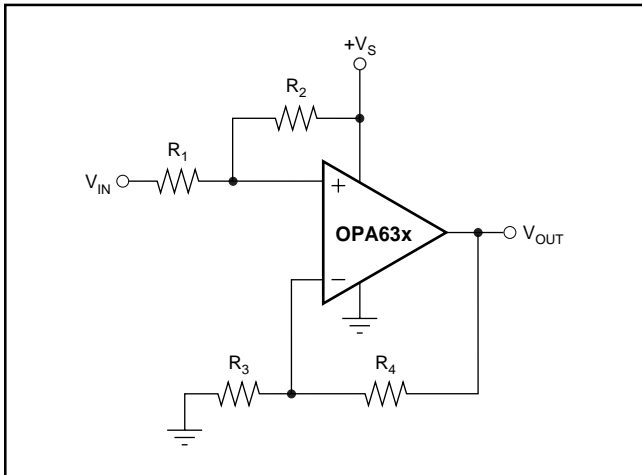 +V_S
R_2
R_1
V_IN
+
OPA63x
V_OUT
−
R_3
R_4